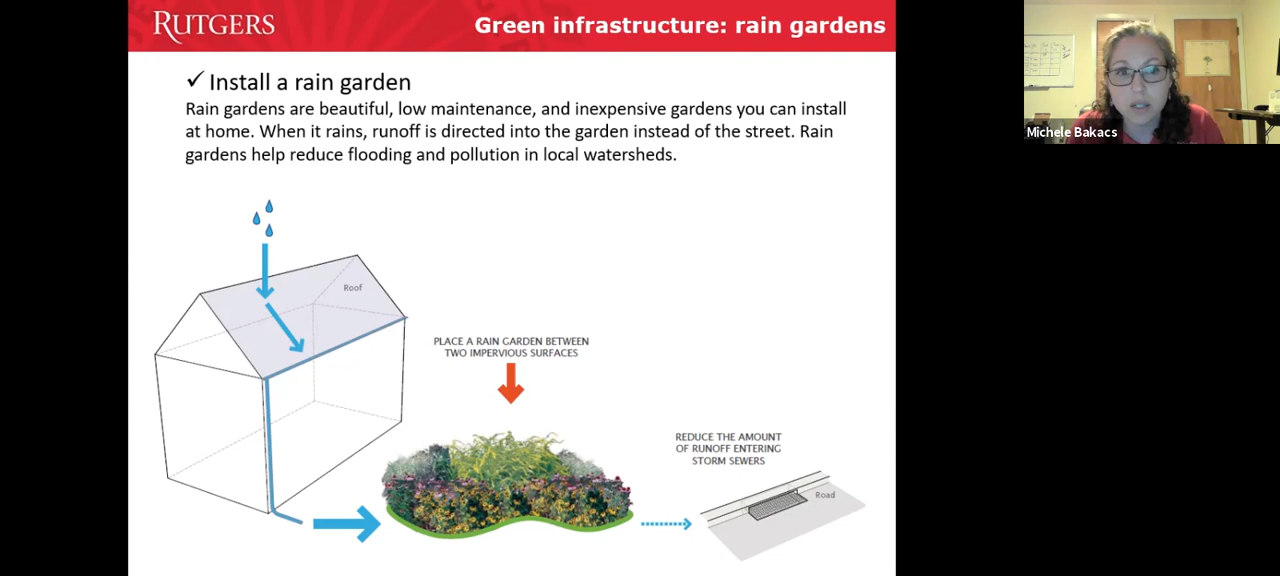 RUTGERS
Green infrastructure: rain gardens
✓ Install a rain garden
Rain gardens are beautiful, low maintenance, and inexpensive gardens you can install
at home. When it rains, runoff is directed into the garden instead of the street. Rain
gardens help reduce flooding and pollution in local watersheds.
Roof
PLACE A RAIN GARDEN BETWEEN
TWO IMPERVIOUS SURFACES
REDUCE THE AMOUNT
OF RUNOFF ENTERING
STORM SEWERS
Road
Michele Bakacs